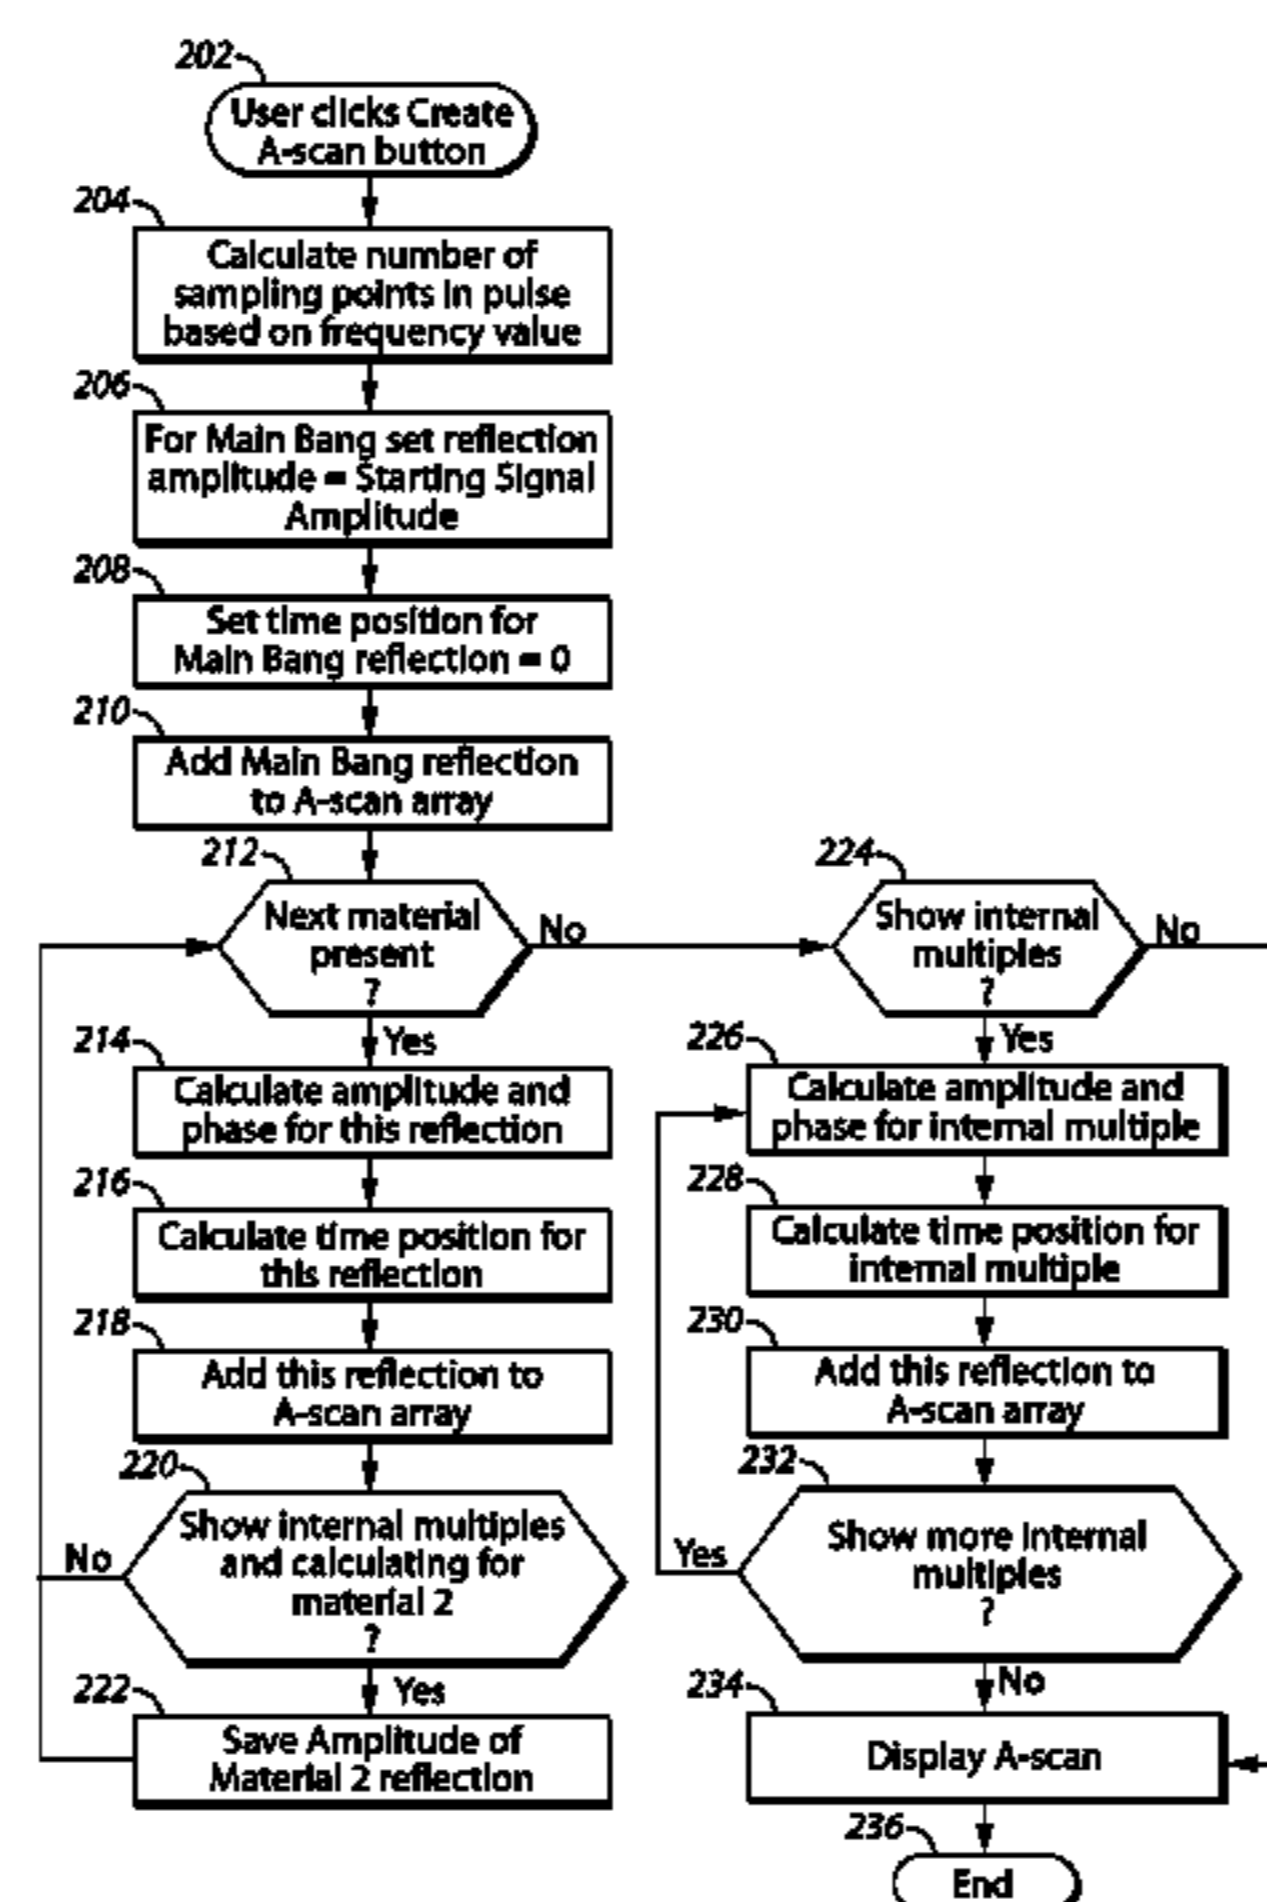 202
User clicks Create
A-scan button
204
Calculate number of
sampling points in pulse
based on frequency value
206
For Main Bang set reflection
amplitude = Starting Signal
Amplitude
208
Set time position for
Main Bang reflection = 0
210
Add Main Bang reflection
to A-scan array
212
Next material
present
?
No
Yes
214
Calculate amplitude and
phase for this reflection
216
Calculate time position for
this reflection
218
Add this reflection to
A-scan array
220
Show internal multiples
and calculating for
material 2
?
No
Yes
222
Save Amplitude of
Material 2 reflection
224
Show internal
multiples
?
No
Yes
226
Calculate amplitude and
phase for internal multiple
228
Calculate time position for
internal multiple
230
Add this reflection to
A-scan array
232
Show more internal
multiples
?
Yes
No
234
Display A-scan
236
End